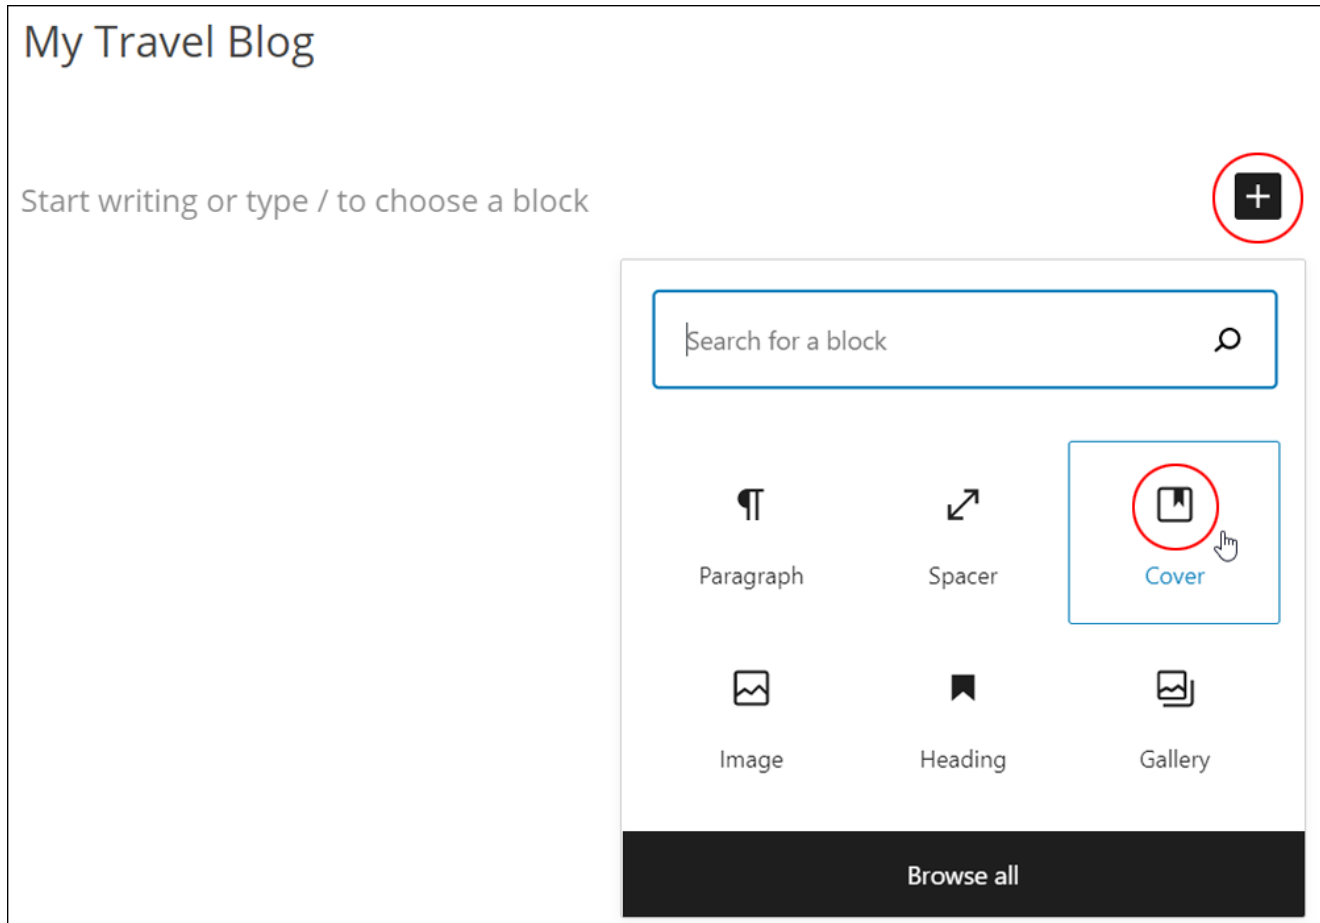 My Travel Blog
Start writing or type / to choose a block
Search for a block
Paragraph Spacer Cover
Image Heading Gallery
Browse all